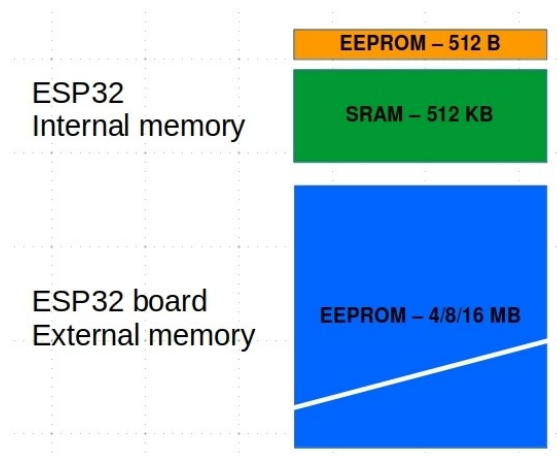 EEPROM – 512 B
ESP32
Internal memory
SRAM – 512 KB
ESP32 board
External memory
EEPROM – 4/8/16 MB